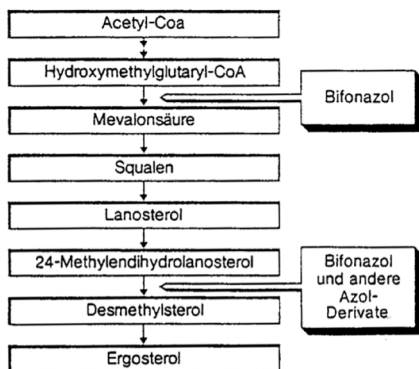 Acetyl-Coa
Hydroxymethylglutaryl-CoA
Bifonazol
Mevalonsäure
Squalen
Lanosterol
24-Methylendihydrolanosterol
Bifonazol
und andere
Azol-
Derivate
Desmethylsterol
Ergosterol